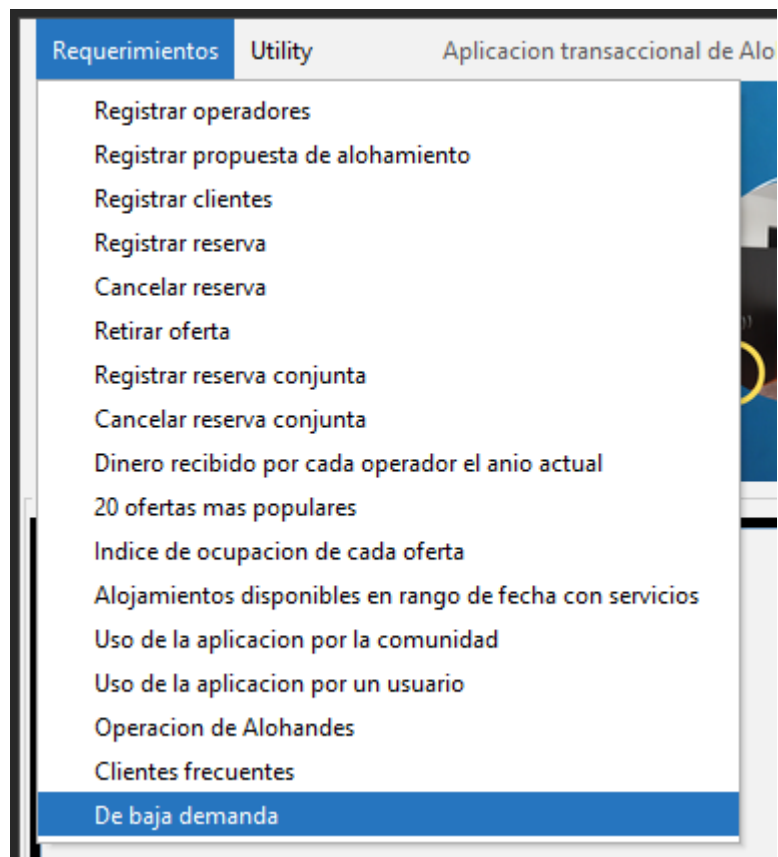 Requerimientos Utility Aplicacion transaccional de Alo
Registrar operadores
Registrar propuesta de alohamiento
Registrar clientes
Registrar reserva
Cancelar reserva
Retirar oferta
Registrar reserva conjunta
Cancelar reserva conjunta
Dinero recibido por cada operador el anio actual
20 ofertas mas populares
Indice de ocupacion de cada oferta
Alojamientos disponibles en rango de fecha con servicios
Uso de la aplicacion por la comunidad
Uso de la aplicacion por un usuario
Operacion de Alohandes
Clientes frecuentes
De baja demanda